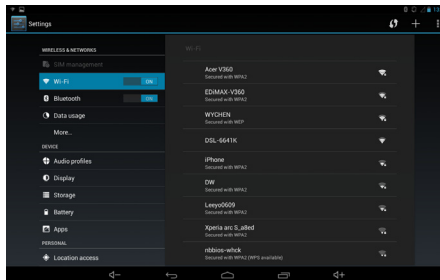 Settings
WIRELESS & NETWORKS
SIM management
Wi-Fi
ON
Bluetooth
ON
Data usage
More...
DEVICE
Audio profiles
Display
Storage
Battery
Apps
PERSONAL
Location access
Wi-Fi
Acer V360
Secured with WPA2
EDiMAX-V360
Secured with WPA2
WYCHEN
Secured with WEP
DSL-6641K
iPhone
Secured with WPA2
DW
Secured with WPA2
Leeyo0609
Secured with WPA2
Xperia arc S_a8ed
Secured with WPA2
nbbios-whck
Secured with WPA2 (WPS available)